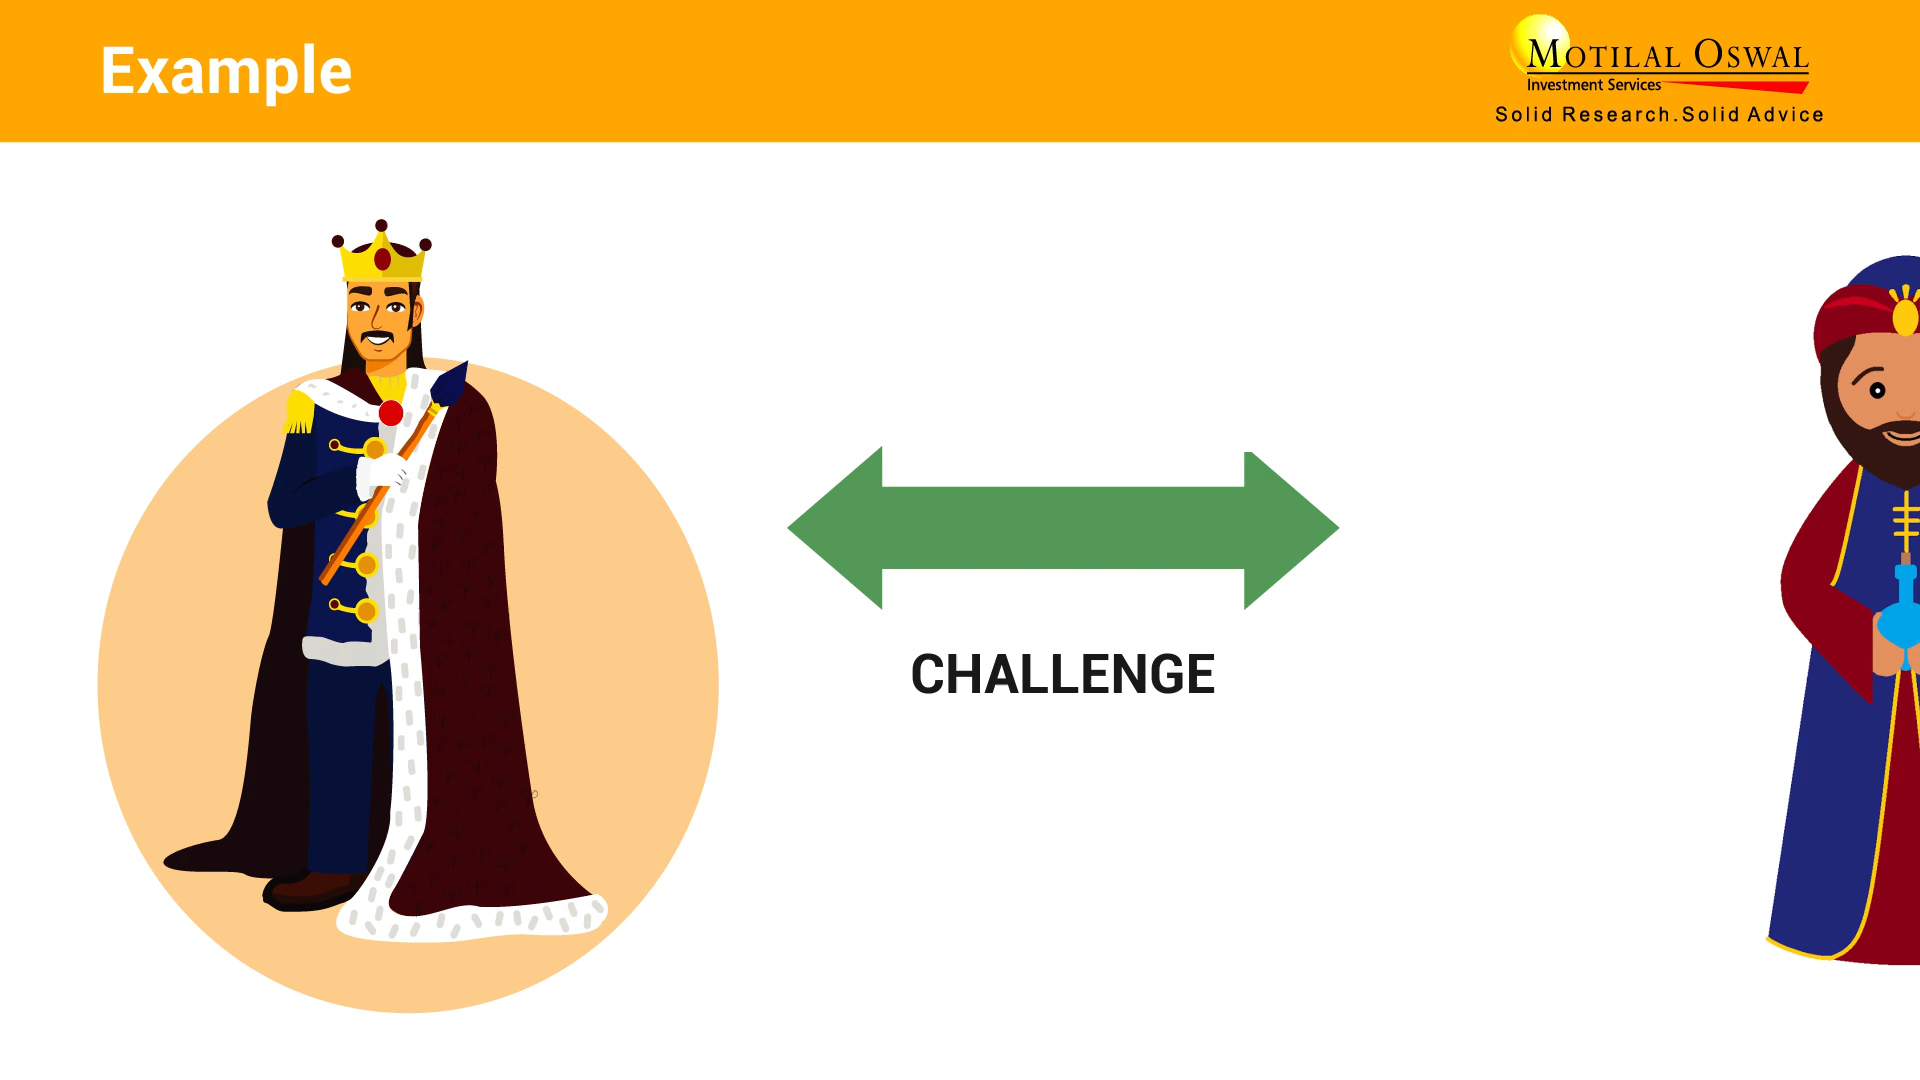 Example
MOTILAL OSWAL
Investment Services
Solid Research.Solid Advice
CHALLENGE